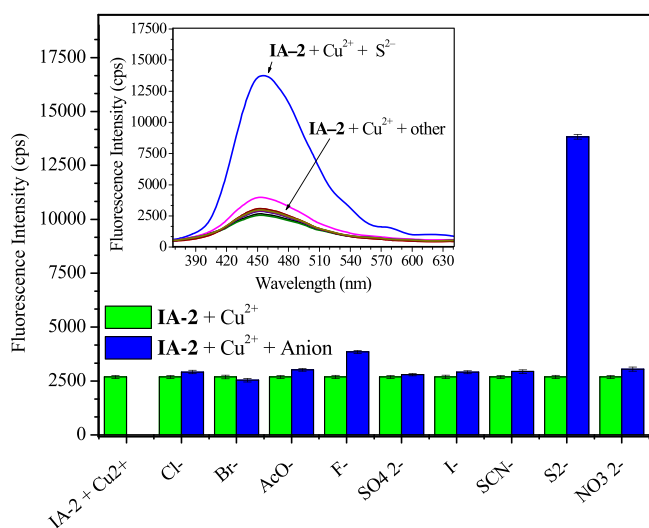 Fluorescence Intensity (cps)
17500
15000
12500
10000
7500
5000
2500
0
Fluorescence Intensity (cps)
17500
15000
12500
10000
7500
5000
2500
0
IA–2 + Cu²⁺ + S²⁻
IA–2 + Cu²⁺ + other
390 420 450 480 510 540 570 600 630
Wavelength (nm)
IA-2 + Cu²⁺
IA-2 + Cu²⁺ + Anion
IA-2 + Cu2+
Cl-
Br-
AcO-
F-
SO4 2-
I-
SCN-
S2-
NO3 2-